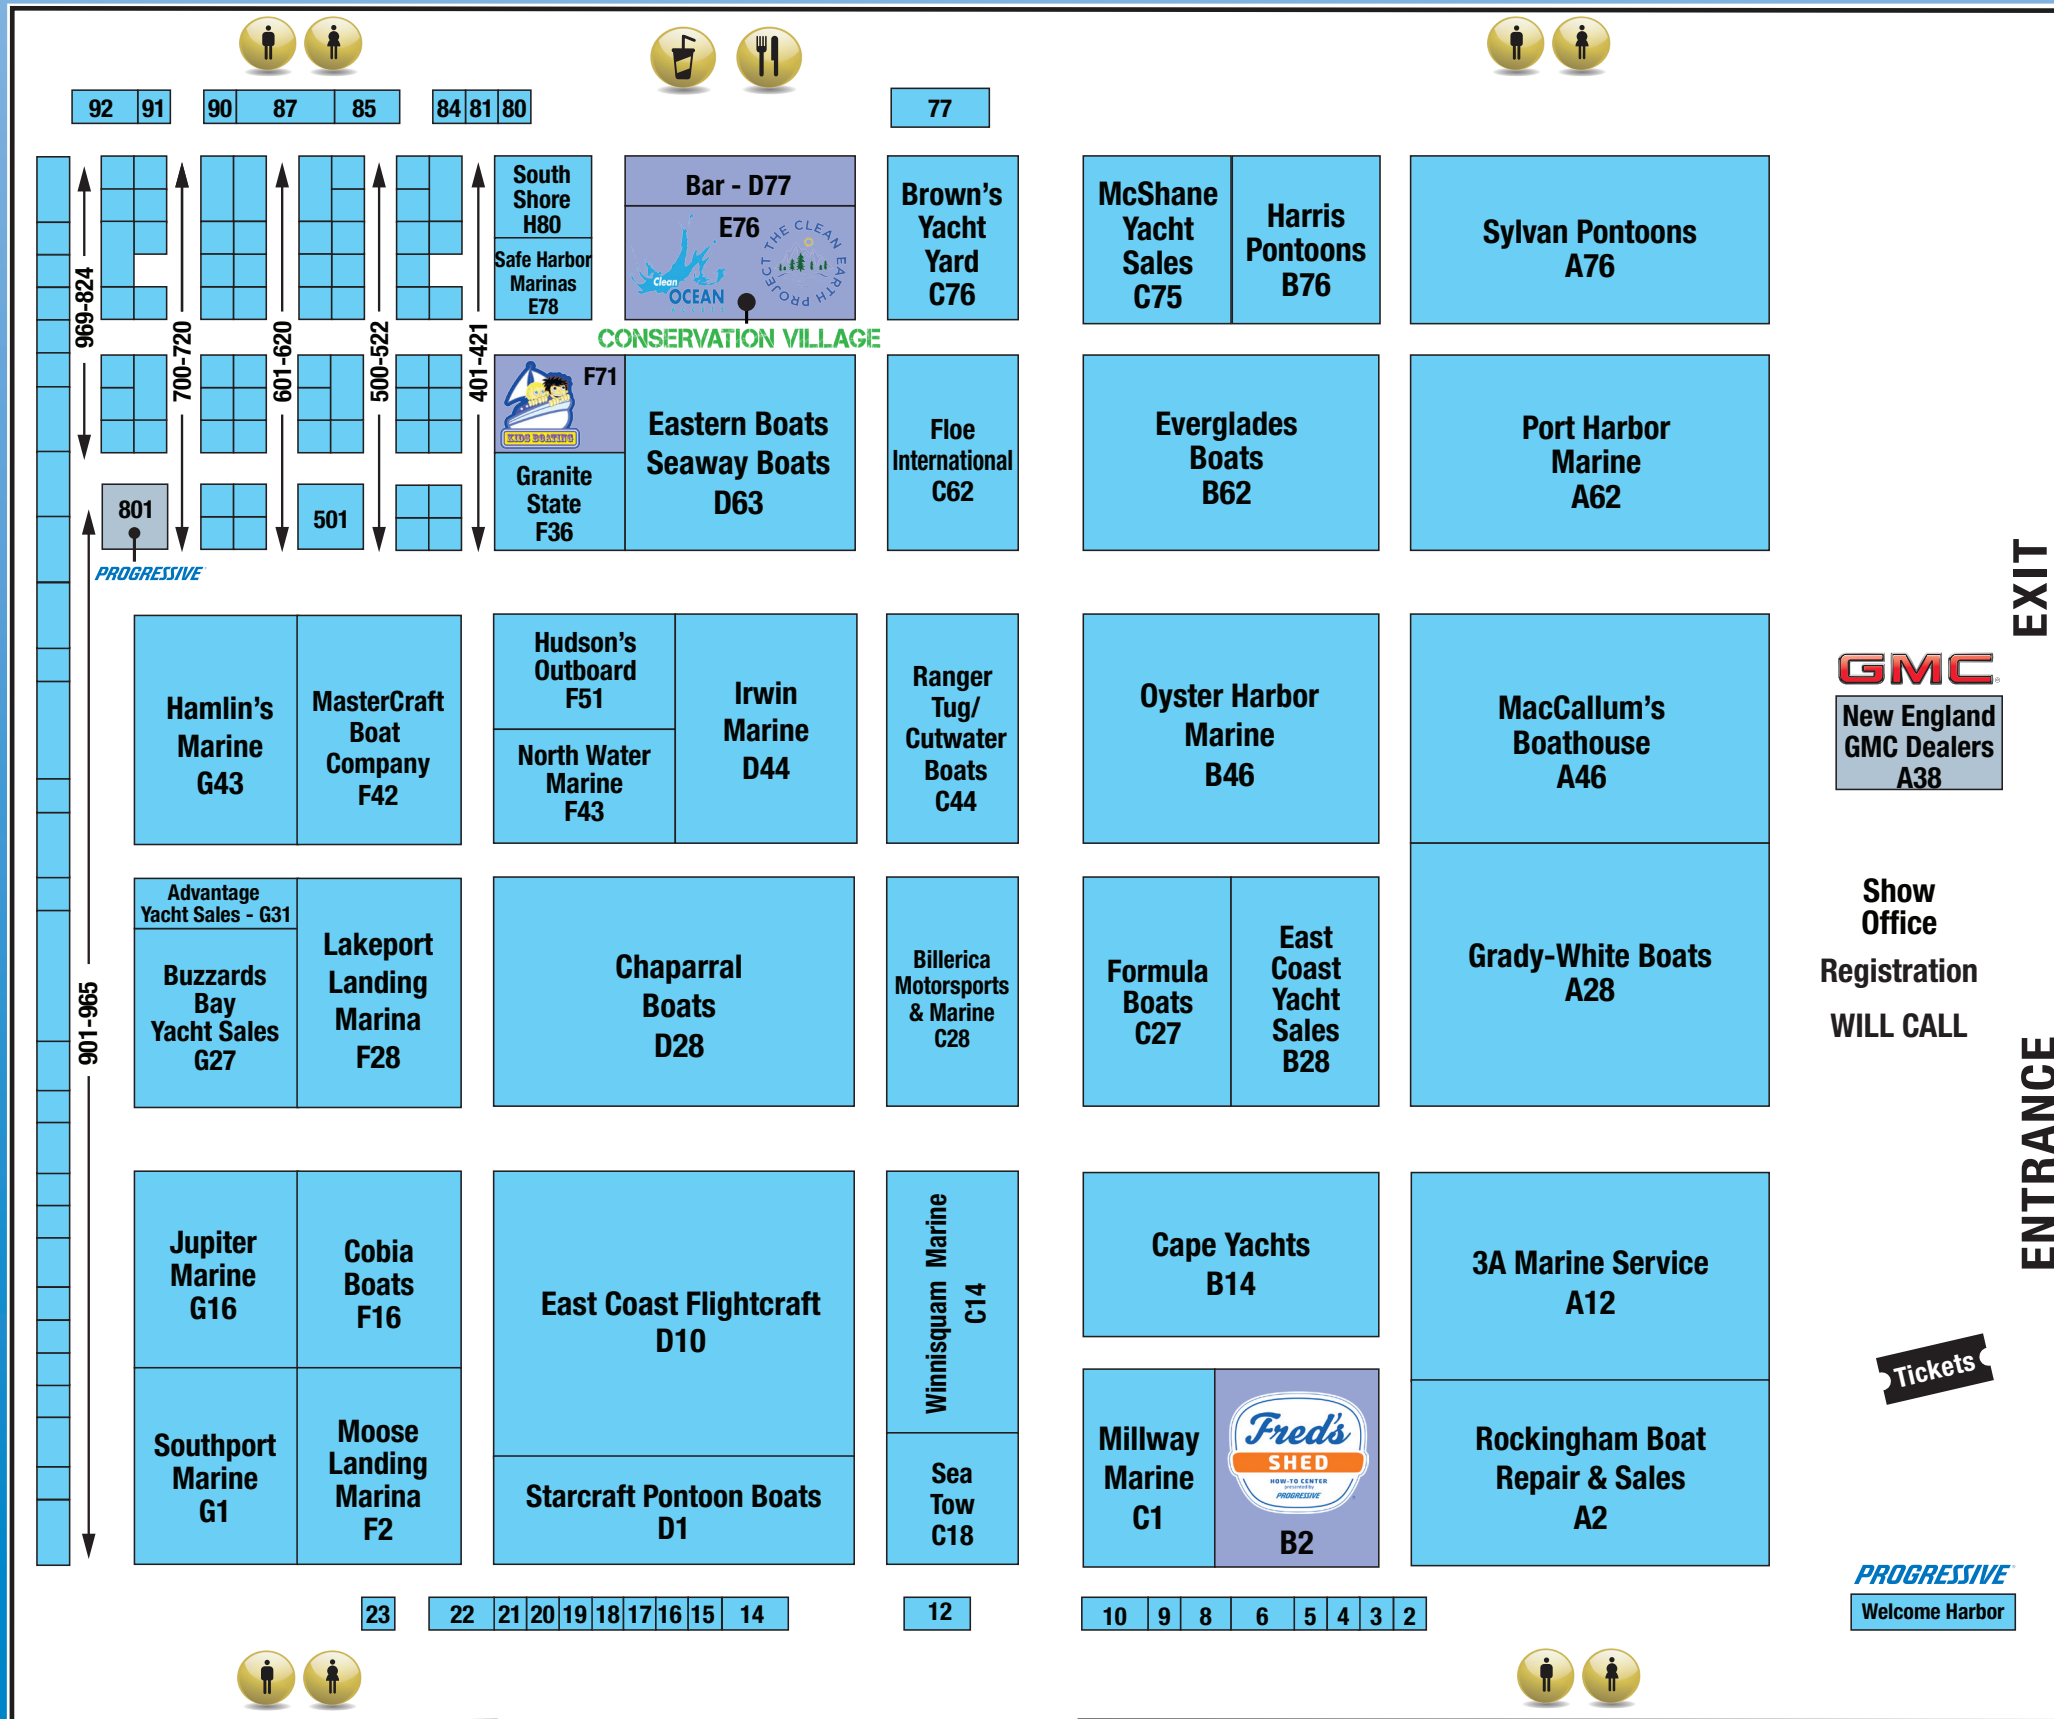 92 91 90 87 85 84 81 80 77
South
Shore
H80
Safe Harbor
Marinas
E78
Bar - D77
E76
Clean
OCEAN
THE CLEAN EARTH PROJECT
CONSERVATION VILLAGE
Brown's
Yacht
Yard
C76
McShane
Yacht
Sales
C75
Harris
Pontoons
B76
Sylvan Pontoons
A76
969-824
700-720
601-620
500-522
401-421
F71
KIDS BOATING
Granite
State
F36
Eastern Boats
Seaway Boats
D63
Floe
International
C62
Everglades
Boats
B62
Port Harbor
Marine
A62
801
PROGRESSIVE
501
EXIT
Hamlin's
Marine
G43
MasterCraft
Boat
Company
F42
Hudson's
Outboard
F51
North Water
Marine
F43
Irwin
Marine
D44
Ranger
Tug/
Cutwater
Boats
C44
Oyster Harbor
Marine
B46
MacCallum's
Boathouse
A46
GMC
New England
GMC Dealers
A38
901-965
Advantage
Yacht Sales - G31
Buzzards
Bay
Yacht Sales
G27
Lakeport
Landing
Marina
F28
Chaparral
Boats
D28
Billerica
Motorsports
& Marine
C28
Formula
Boats
C27
East
Coast
Yacht
Sales
B28
Grady-White Boats
A28
Show
Office
Registration
WILL CALL
ENTRANCE
Jupiter
Marine
G16
Cobia
Boats
F16
East Coast Flightcraft
D10
Winnisquam Marine
C14
Cape Yachts
B14
3A Marine Service
A12
Tickets
Southport
Marine
G1
Moose
Landing
Marina
F2
Starcraft Pontoon Boats
D1
Sea
Tow
C18
Millway
Marine
C1
Fred's
SHED
HOW-TO CENTER
presented by
PROGRESSIVE
B2
Rockingham Boat
Repair & Sales
A2
PROGRESSIVE
Welcome Harbor
23 22 21 20 19 18 17 16 15 14 12 10 9 8 6 5 4 3 2